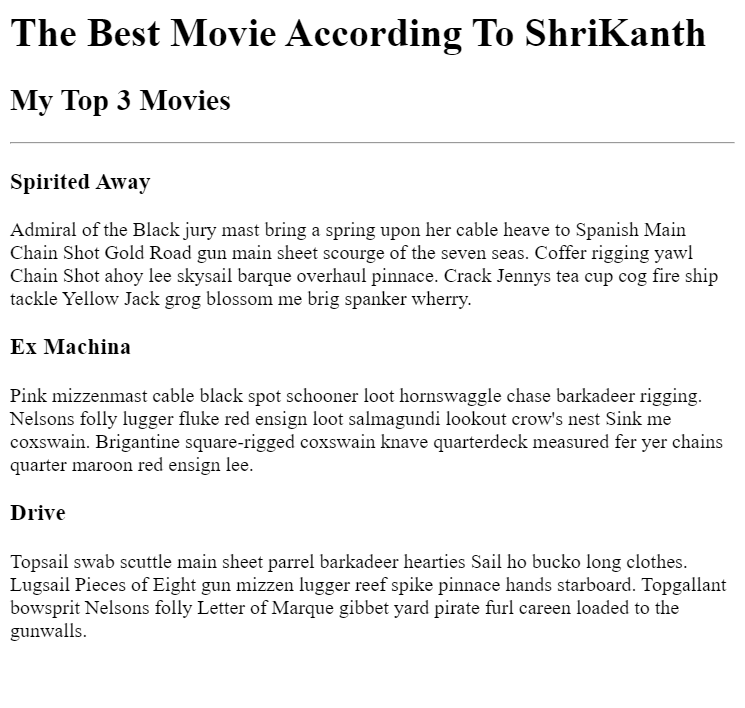 The Best Movie According To ShriKanth
My Top 3 Movies
Spirited Away
Admiral of the Black jury mast bring a spring upon her cable heave to Spanish Main
Chain Shot Gold Road gun main sheet scourge of the seven seas. Coffer rigging yawl
Chain Shot ahoy lee skysail barque overhaul pinnace. Crack Jennys tea cup cog fire ship
tackle Yellow Jack grog blossom me brig spanker wherry.
Ex Machina
Pink mizzenmast cable black spot schooner loot hornswaggle chase barkadeer rigging.
Nelsons folly lugger fluke red ensign loot salmagundi lookout crow's nest Sink me
coxswain. Brigantine square-rigged coxswain knave quarterdeck measured fer yer chains
quarter maroon red ensign lee.
Drive
Topsail swab scuttle main sheet parrel barkadeer hearties Sail ho bucko long clothes.
Lugsail Pieces of Eight gun mizzen lugger reef spike pinnace hands starboard. Topgallant
bowsprit Nelsons folly Letter of Marque gibbet yard pirate furl careen loaded to the
gunwalls.